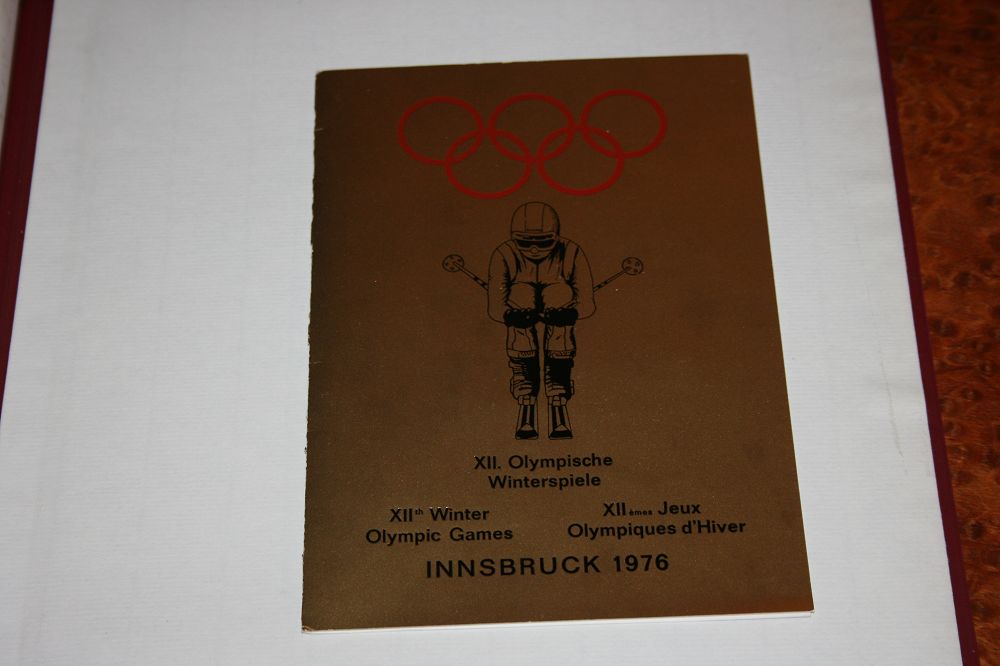 XII. Olympische
Winterspiele
XIIth Winter
Olympic Games
XIIèmes Jeux
Olympiques d'Hiver
INNSBRUCK 1976